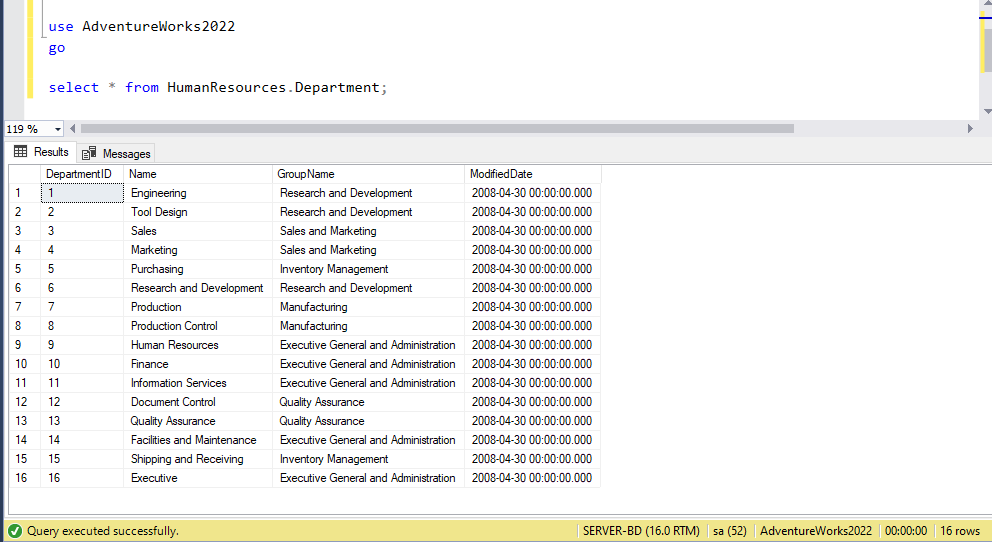 use AdventureWorks2022
go
select * from HumanResources.Department;
119 %
Results Messages
DepartmentID Name GroupName ModifiedDate
1 1 Engineering Research and Development 2008-04-30 00:00:00.000
2 2 Tool Design Research and Development 2008-04-30 00:00:00.000
3 3 Sales Sales and Marketing 2008-04-30 00:00:00.000
4 4 Marketing Sales and Marketing 2008-04-30 00:00:00.000
5 5 Purchasing Inventory Management 2008-04-30 00:00:00.000
6 6 Research and Development Research and Development 2008-04-30 00:00:00.000
7 7 Production Manufacturing 2008-04-30 00:00:00.000
8 8 Production Control Manufacturing 2008-04-30 00:00:00.000
9 9 Human Resources Executive General and Administration 2008-04-30 00:00:00.000
10 10 Finance Executive General and Administration 2008-04-30 00:00:00.000
11 11 Information Services Executive General and Administration 2008-04-30 00:00:00.000
12 12 Document Control Quality Assurance 2008-04-30 00:00:00.000
13 13 Quality Assurance Quality Assurance 2008-04-30 00:00:00.000
14 14 Facilities and Maintenance Executive General and Administration 2008-04-30 00:00:00.000
15 15 Shipping and Receiving Inventory Management 2008-04-30 00:00:00.000
16 16 Executive Executive General and Administration 2008-04-30 00:00:00.000
Query executed successfully. SERVER-BD (16.0 RTM) sa (52) AdventureWorks2022 00:00:00 16 rows